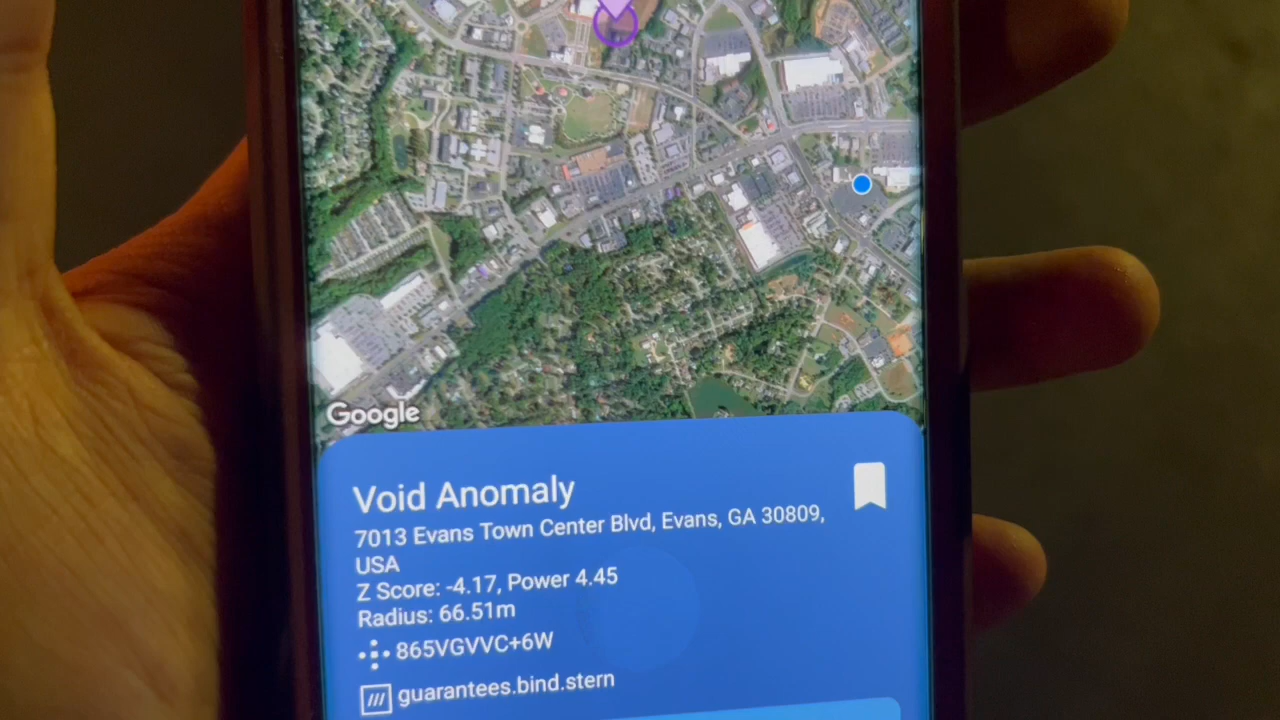 Google
Void Anomaly
7013 Evans Town Center Blvd, Evans, GA 30809,
USA
Z Score: -4.17, Power 4.45
Radius: 66.51m
865VGVVC+6W
/// guarantees.bind.stern